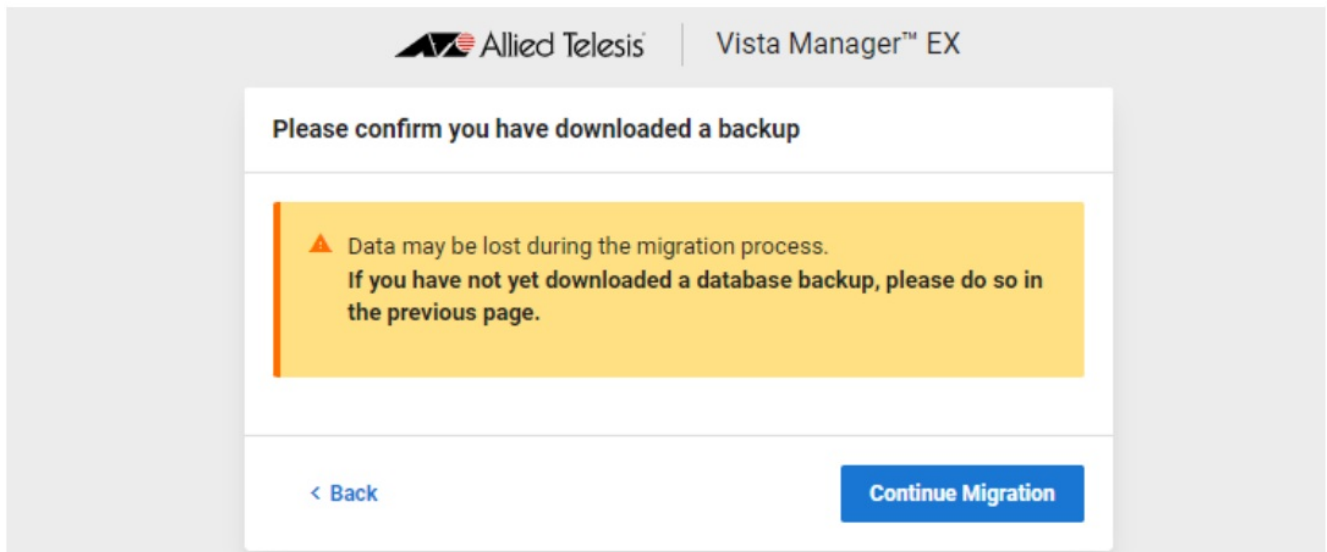 Allied Telesis Vista Manager™ EX
Please confirm you have downloaded a backup
Data may be lost during the migration process.
If you have not yet downloaded a database backup, please do so in
the previous page.
< Back
Continue Migration